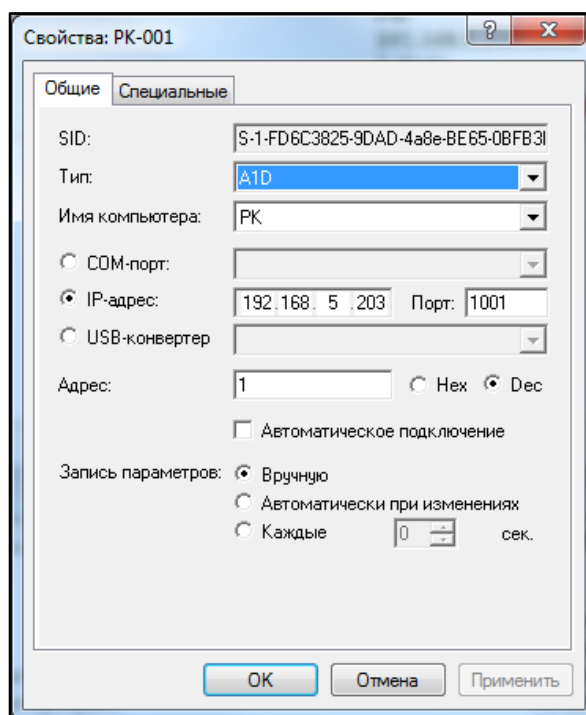 Свойства: PK-001
Общие Специальные
SID: S-1-FD6C3825-9DAD-4a8e-BE65-0BFB3I
Тип: A1D
Имя компьютера: PK
COM-порт:
IP-адрес: 192.168. 5 .203 Порт: 1001
USB-конвертер
Адрес: 1 Hex Dec
Автоматическое подключение
Запись параметров: Вручную
Автоматически при изменениях
Каждые 0 сек.
OK Отмена Применить